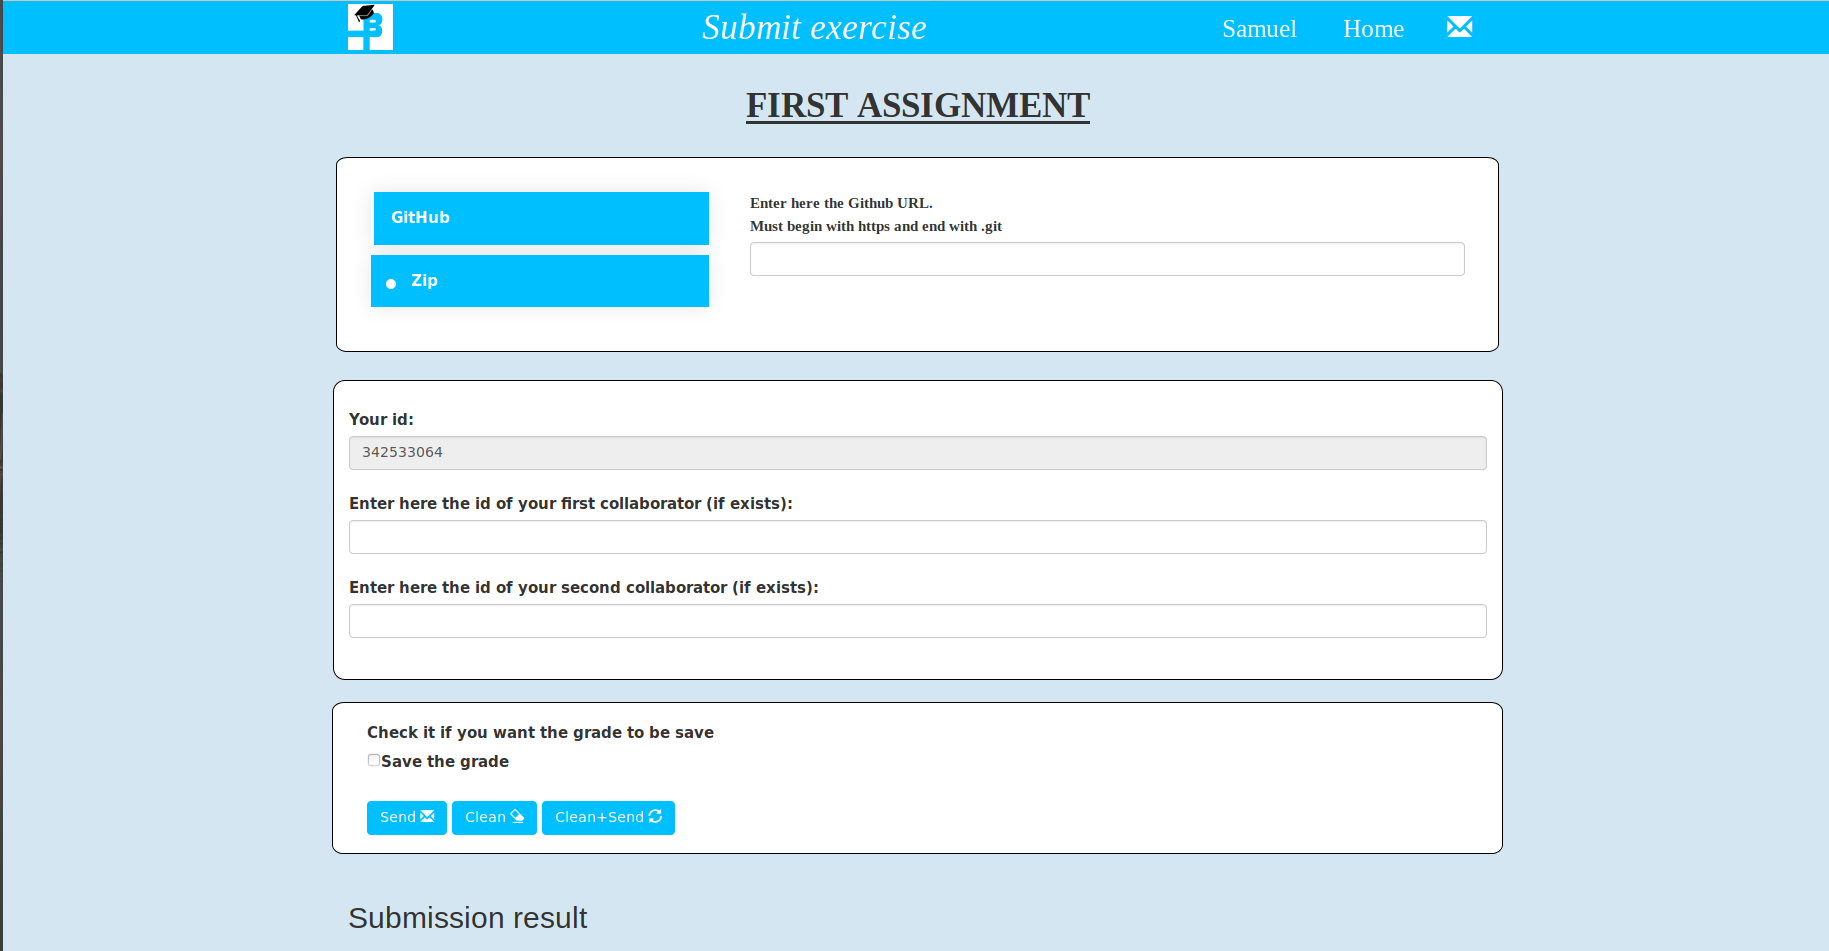 Submit exercise
Samuel
Home
FIRST ASSIGNMENT
GitHub
Zip
Enter here the Github URL.
Must begin with https and end with .git
Your id:
342533064
Enter here the id of your first collaborator (if exists):
Enter here the id of your second collaborator (if exists):
Check it if you want the grade to be save
Save the grade
Send
Clean
Clean+Send
Submission result